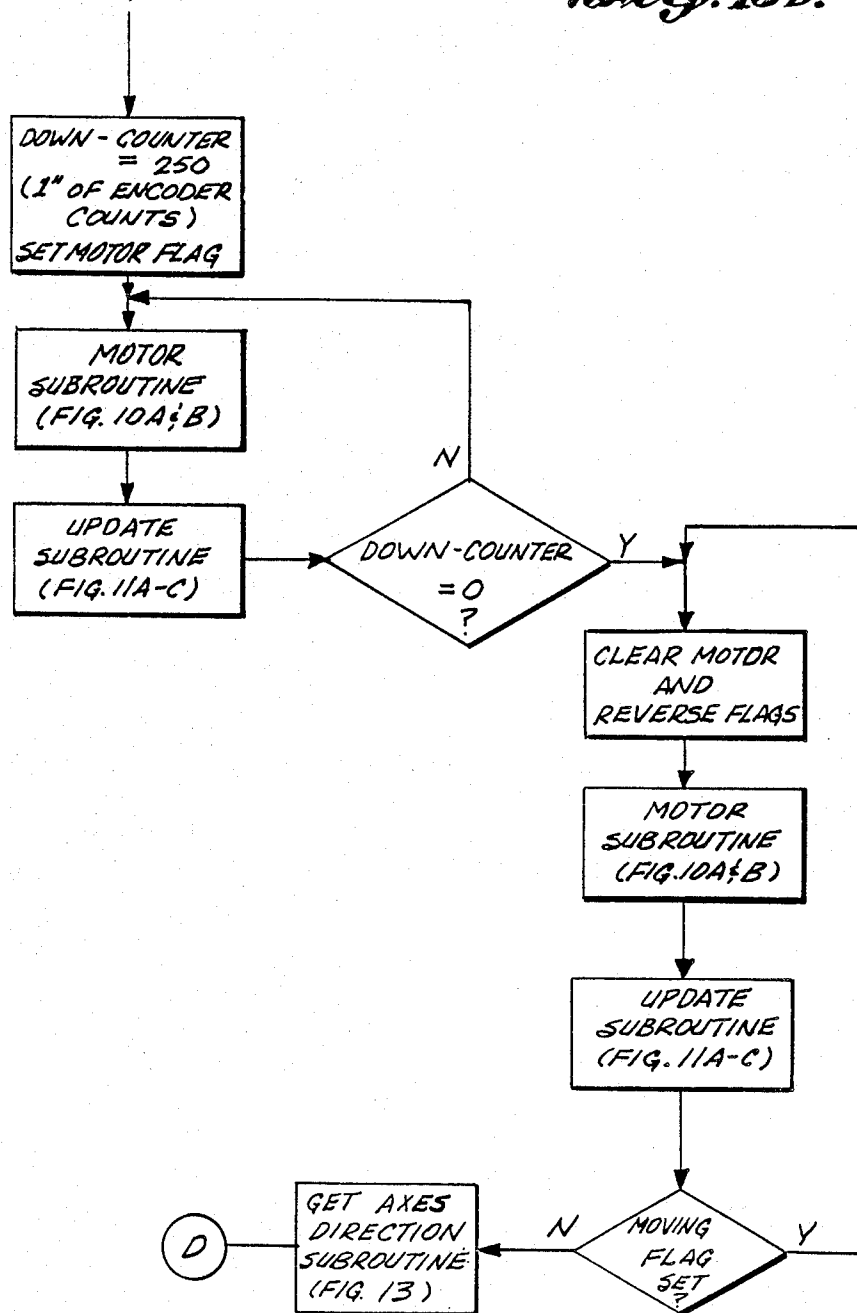 DOWN-COUNTER
= 250
(1" OF ENCODER
COUNTS)
SET MOTOR FLAG
MOTOR
SUBROUTINE
(FIG. 10A & B)
UPDATE
SUBROUTINE
(FIG. 11A-C)
N
DOWN-COUNTER
= 0
?
Y
CLEAR MOTOR
AND
REVERSE FLAGS
MOTOR
SUBROUTINE
(FIG. 10A & B)
UPDATE
SUBROUTINE
(FIG. 11A-C)
MOVING
FLAG
SET
?
Y
N
GET AXES
DIRECTION
SUBROUTINE
(FIG. 13)
D